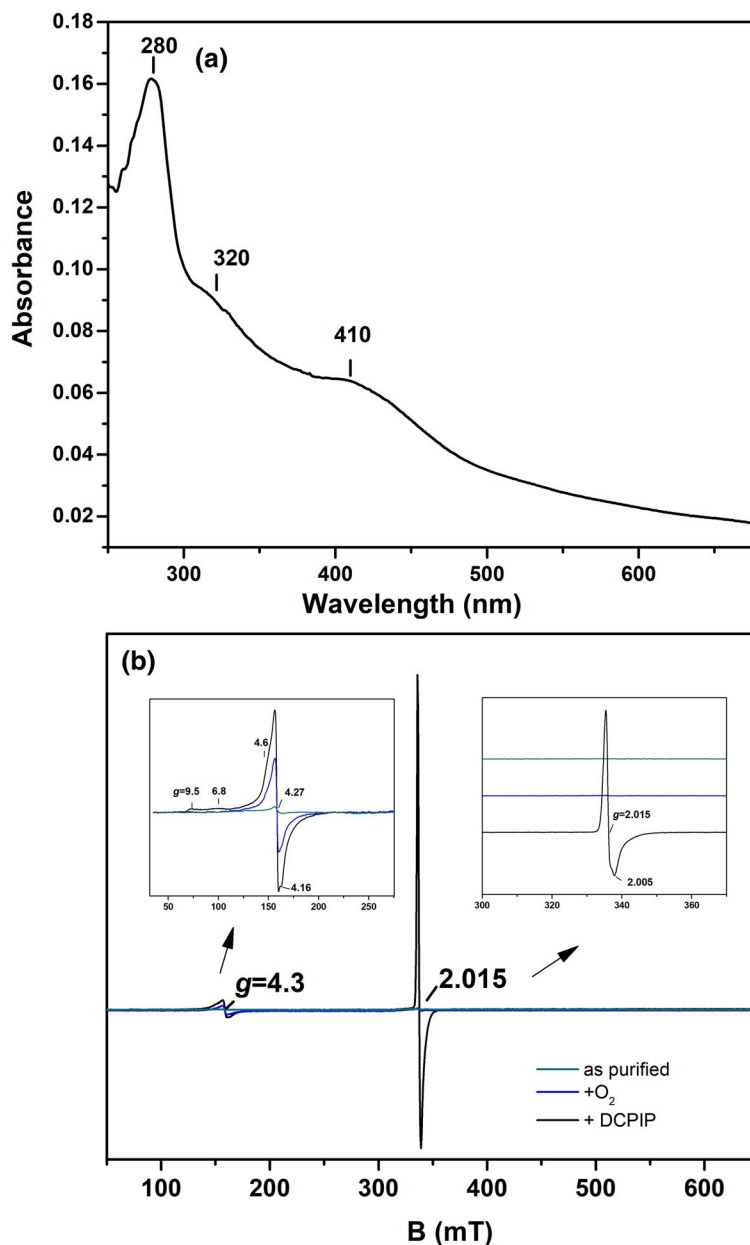 (a)
280
320
410
Absorbance
0.18
0.16
0.14
0.12
0.10
0.08
0.06
0.04
0.02
300 400 500 600
Wavelength (nm)
(b)
4.6
g=9.5 6.8
4.27
4.16
50 100 150 200 250
g=2.015
2.005
300 320 340 360
g=4.3
2.015
as purified
+O₂
+ DCPIP
100 200 300 400 500 600
B (mT)